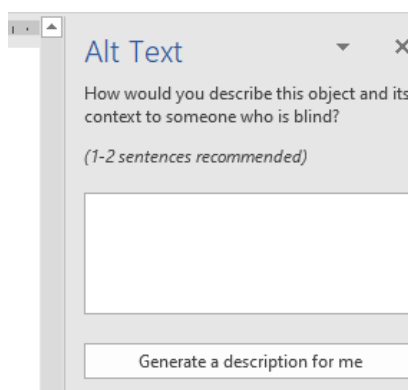 Alt Text
How would you describe this object and its
context to someone who is blind?
(1-2 sentences recommended)
Generate a description for me